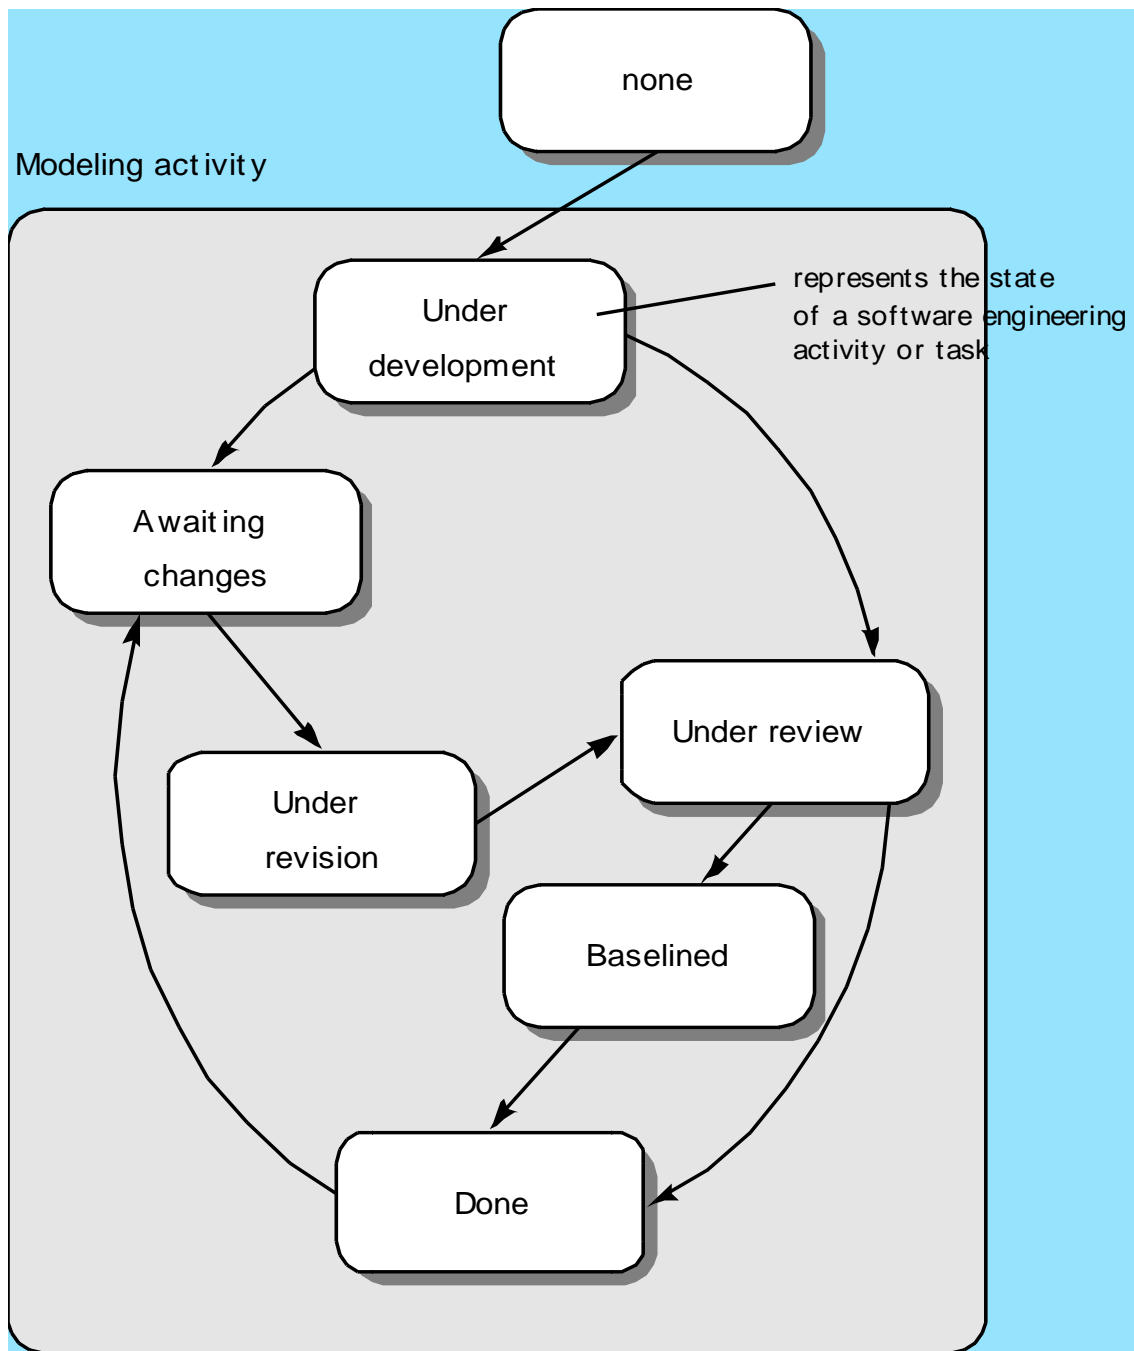 none
Modeling activity
Under
development
represents the state
of a software engineering
activity or task
Awaiting
changes
Under review
Under
revision
Baselined
Done